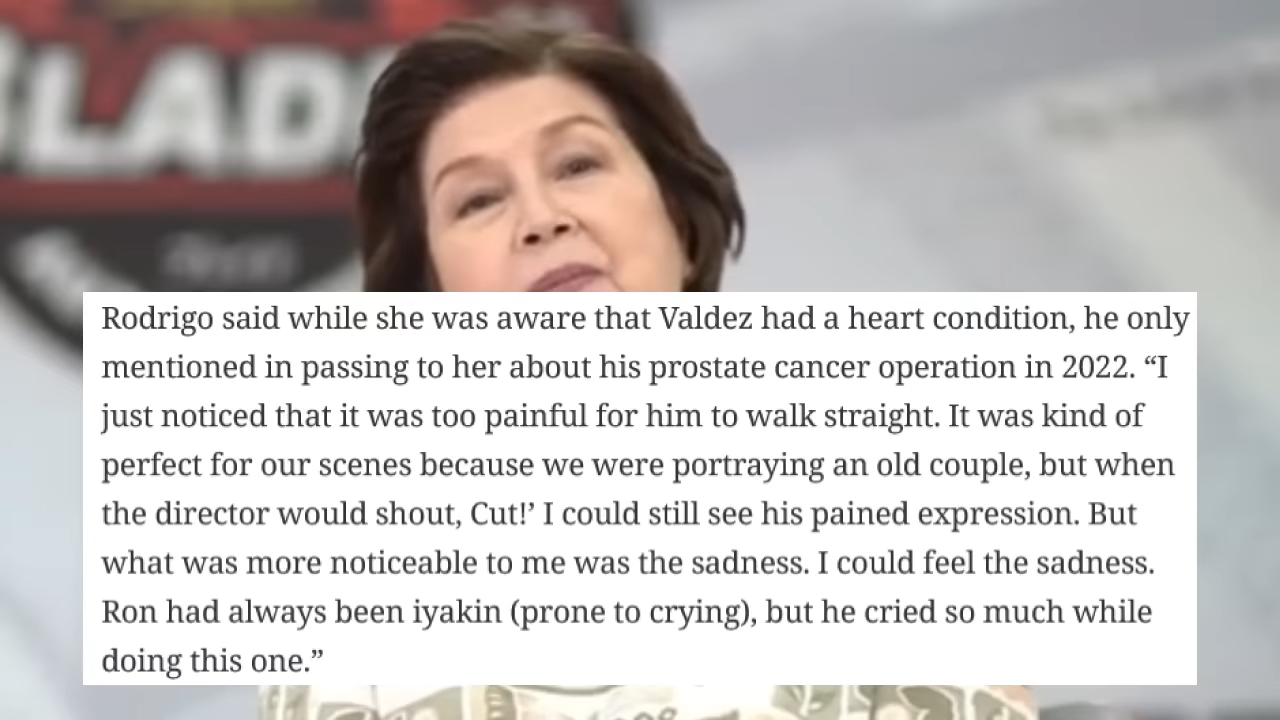 LAD
Rodrigo said while she was aware that Valdez had a heart condition, he only
mentioned in passing to her about his prostate cancer operation in 2022. “I
just noticed that it was too painful for him to walk straight. It was kind of
perfect for our scenes because we were portraying an old couple, but when
the director would shout, Cut!’ I could still see his pained expression. But
what was more noticeable to me was the sadness. I could feel the sadness.
Ron had always been iyakin (prone to crying), but he cried so much while
doing this one.”